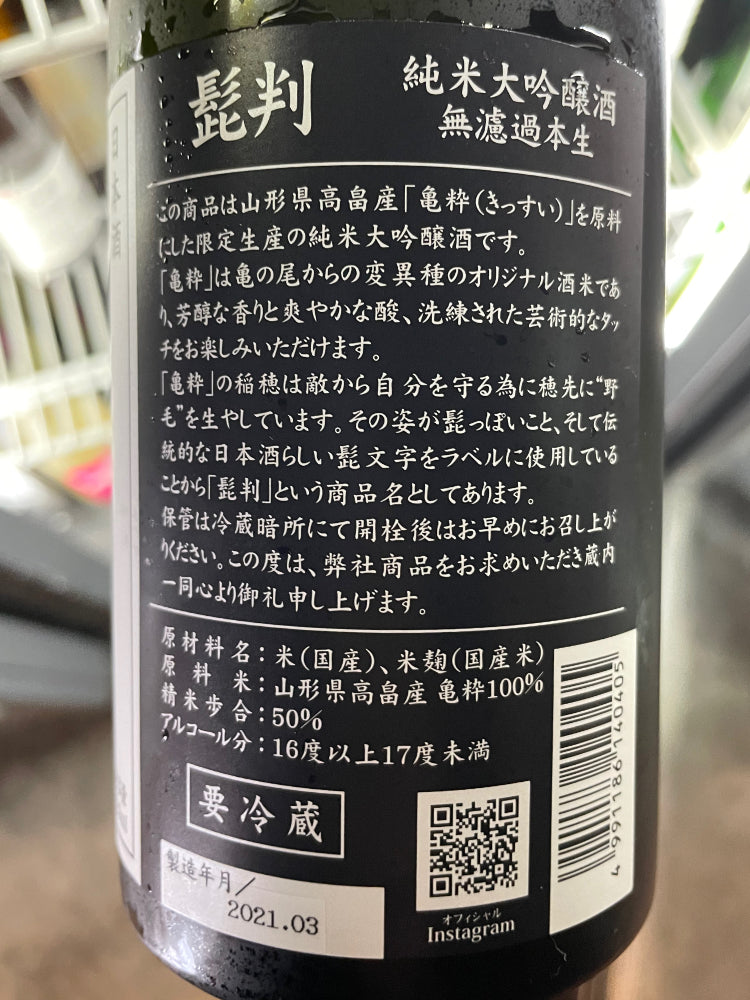 髭判
純米大吟醸酒
無濾過本生
この商品は山形県高畠産「亀粋(きっすい)」を原料
にした限定生産の純米大吟醸酒です。
「亀粋」は亀の尾からの変異種のオリジナル酒米であ
り、芳醇な香りと爽やかな酸、洗練された芸術的なタッ
チをお楽しみいただけます。
「亀粋」の稲穂は敵から自分を守る為に穂先に“野
毛”を生やしています。その姿が髭っぽいこと、そして伝
統的な日本酒らしい髭文字をラベルに使用している
ことから「髭判」という商品名としてあります。
保管は冷蔵暗所にて開栓後はお早めにお召し上が
りください。この度は、弊社商品をお求めいただき蔵内
一同心より御礼申し上げます。
原材料名:米(国産)、米麹(国産米)
原料米:山形県高畠産 亀粋100%
精米歩合:50%
アルコール分:16度以上17度未満
要冷蔵
製造年月/
2021.03
オフィシャル
Instagram
4991186140405
日本酒